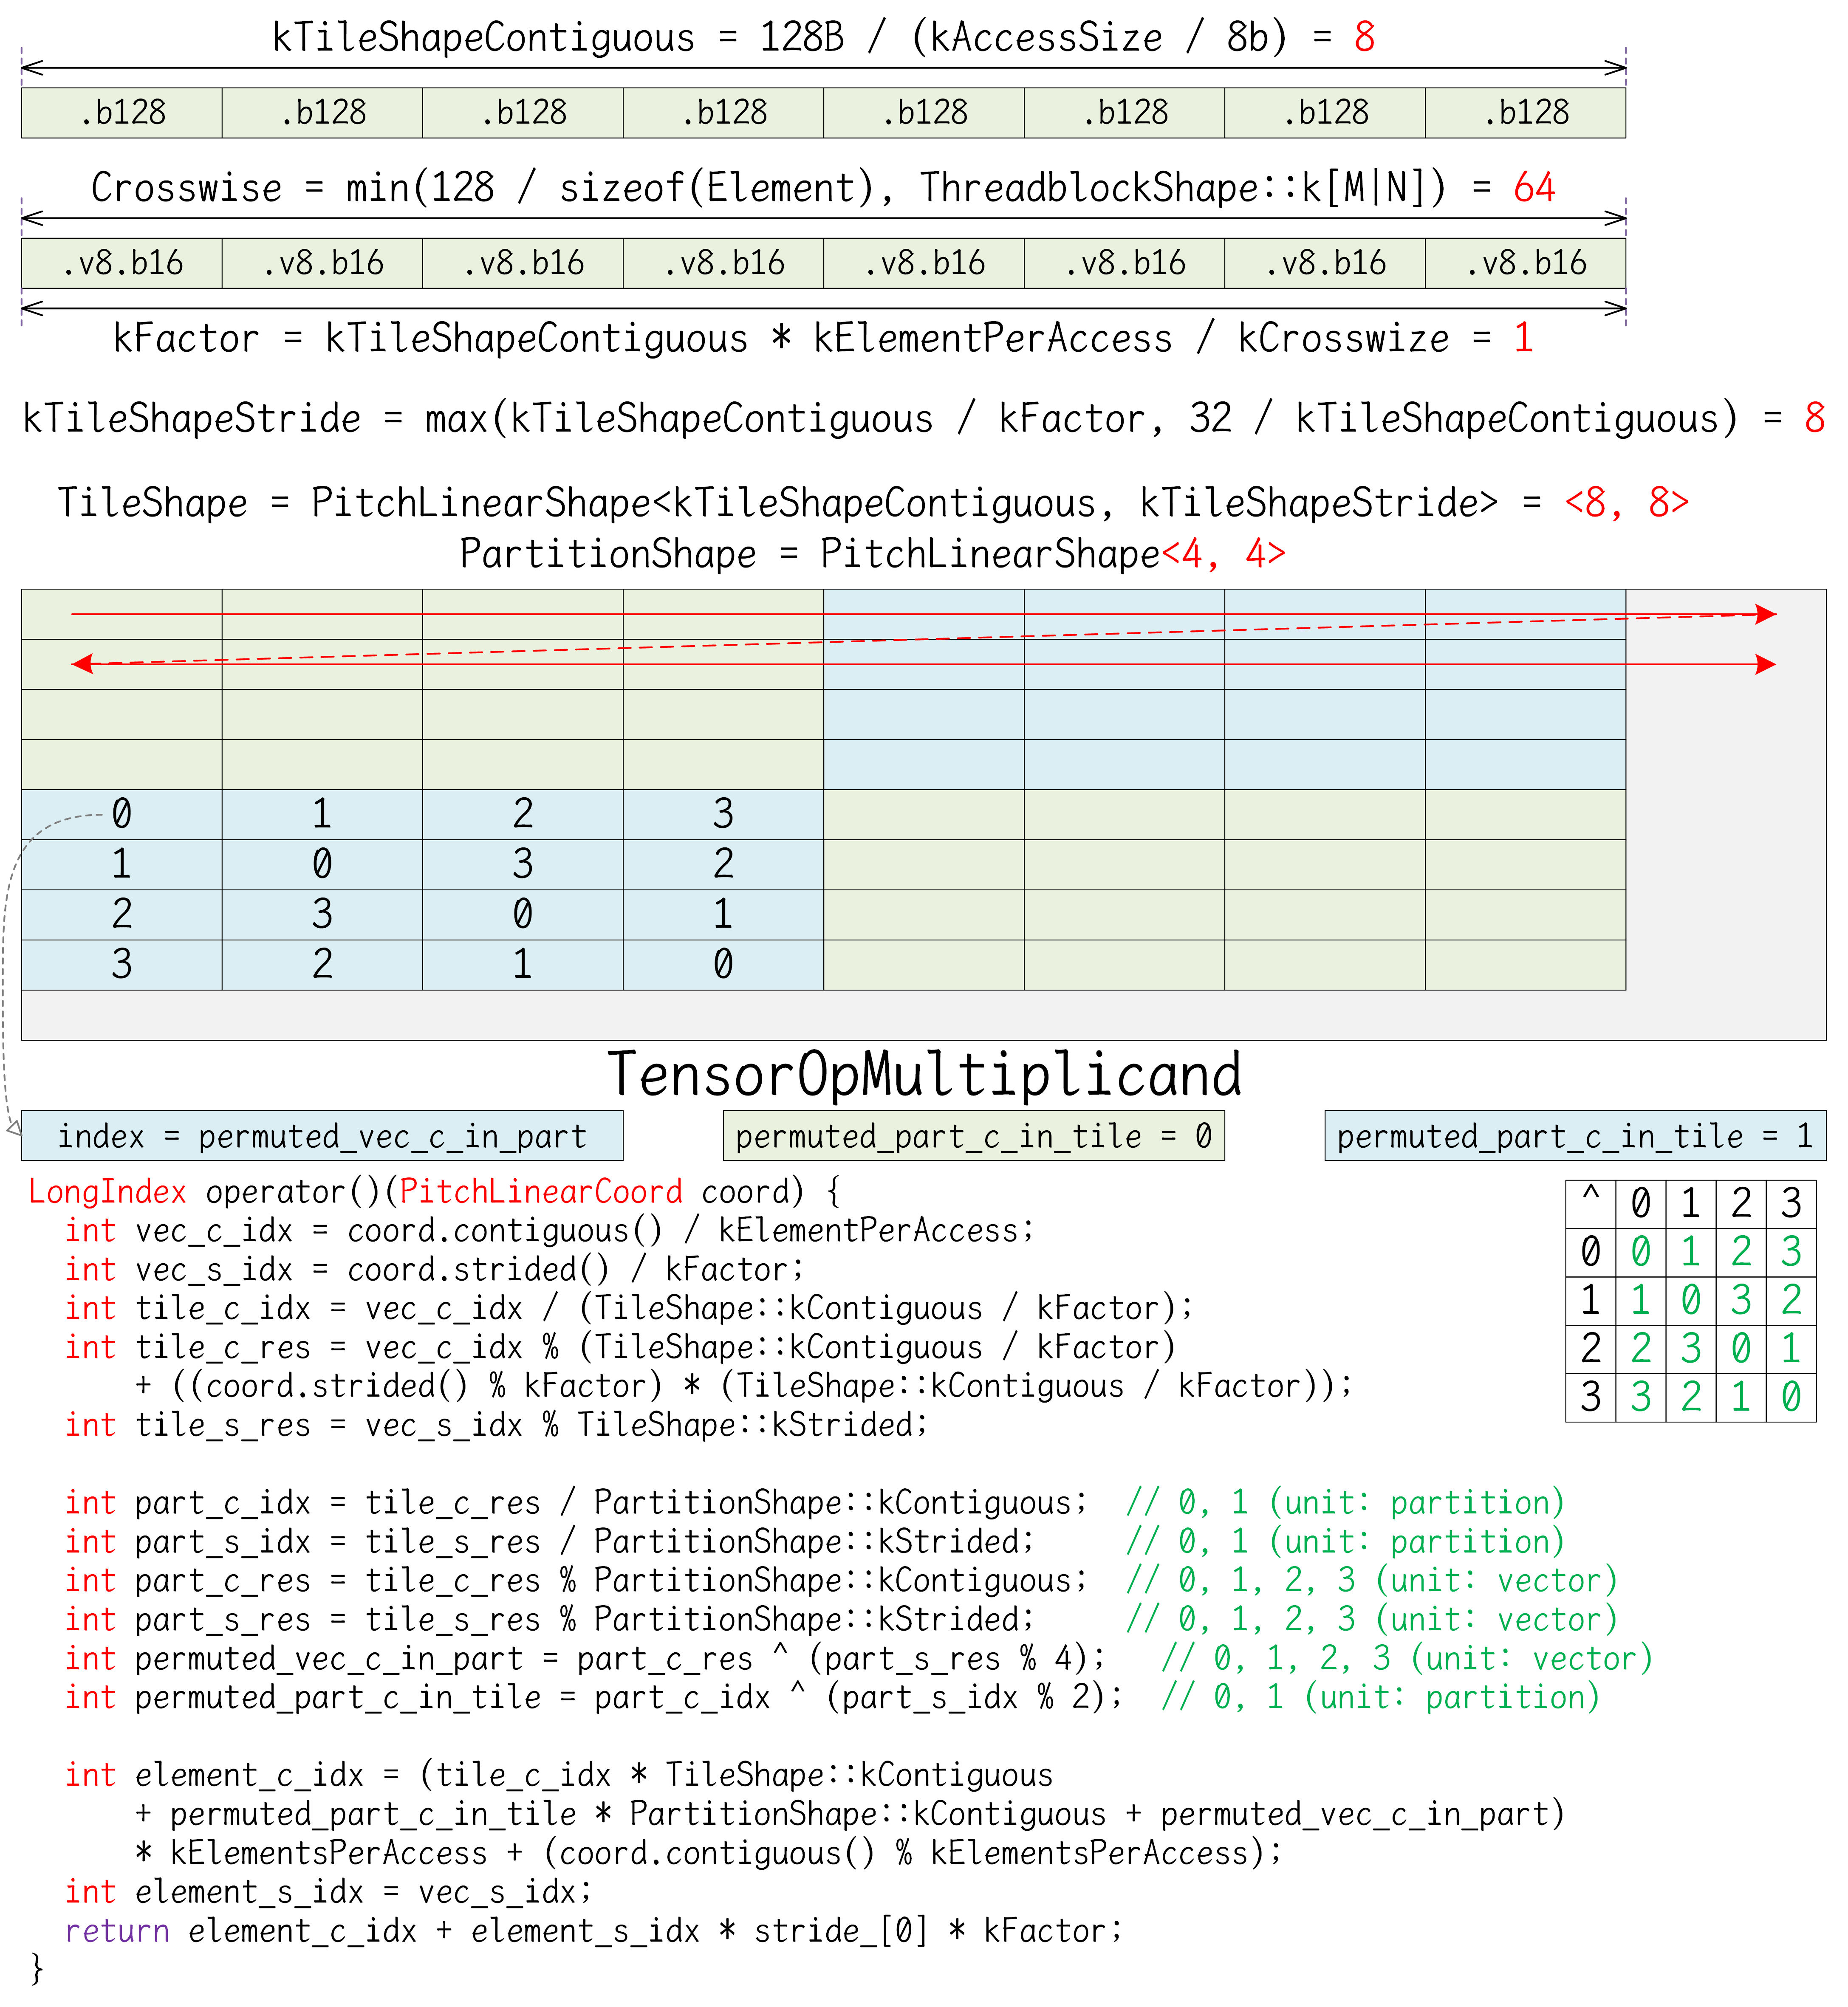 kTileShapeContiguous = 128B / (kAccessSize / 8b) = 8
.b128 .b128 .b128 .b128 .b128 .b128 .b128 .b128
Crosswise = min(128 / sizeof(Element), ThreadblockShape::k[M|N]) = 64
.v8.b16 .v8.b16 .v8.b16 .v8.b16 .v8.b16 .v8.b16 .v8.b16 .v8.b16
kFactor = kTileShapeContiguous * kElementPerAccess / kCrosswize = 1
kTileShapeStride = max(kTileShapeContiguous / kFactor, 32 / kTileShapeContiguous) = 8
TileShape = PitchLinearShape<kTileShapeContiguous, kTileShapeStride> = <8, 8>
PartitionShape = PitchLinearShape<4, 4>
0 1 2 3
1 0 3 2
2 3 0 1
3 2 1 0
TensorOpMultiplicand
index = permuted_vec_c_in_part
permuted_part_c_in_tile = 0
permuted_part_c_in_tile = 1
LongIndex operator()(PitchLinearCoord coord) {
int vec_c_idx = coord.contiguous() / kElementPerAccess;
int vec_s_idx = coord.strided() / kFactor;
int tile_c_idx = vec_c_idx / (TileShape::kContiguous / kFactor);
int tile_c_res = vec_c_idx % (TileShape::kContiguous / kFactor)
+ ((coord.strided() % kFactor) * (TileShape::kContiguous / kFactor));
int tile_s_res = vec_s_idx % TileShape::kStrided;
^ 0 1 2 3
0 0 1 2 3
1 1 0 3 2
2 2 3 0 1
3 3 2 1 0
int part_c_idx = tile_c_res / PartitionShape::kContiguous; // 0, 1 (unit: partition)
int part_s_idx = tile_s_res / PartitionShape::kStrided; // 0, 1 (unit: partition)
int part_c_res = tile_c_res % PartitionShape::kContiguous; // 0, 1, 2, 3 (unit: vector)
int part_s_res = tile_s_res % PartitionShape::kStrided; // 0, 1, 2, 3 (unit: vector)
int permuted_vec_c_in_part = part_c_res ^ (part_s_res % 4); // 0, 1, 2, 3 (unit: vector)
int permuted_part_c_in_tile = part_c_idx ^ (part_s_idx % 2); // 0, 1 (unit: partition)
int element_c_idx = (tile_c_idx * TileShape::kContiguous
+ permuted_part_c_in_tile * PartitionShape::kContiguous + permuted_vec_c_in_part)
* kElementsPerAccess + (coord.contiguous() % kElementsPerAccess);
int element_s_idx = vec_s_idx;
return element_c_idx + element_s_idx * stride_[0] * kFactor;
}